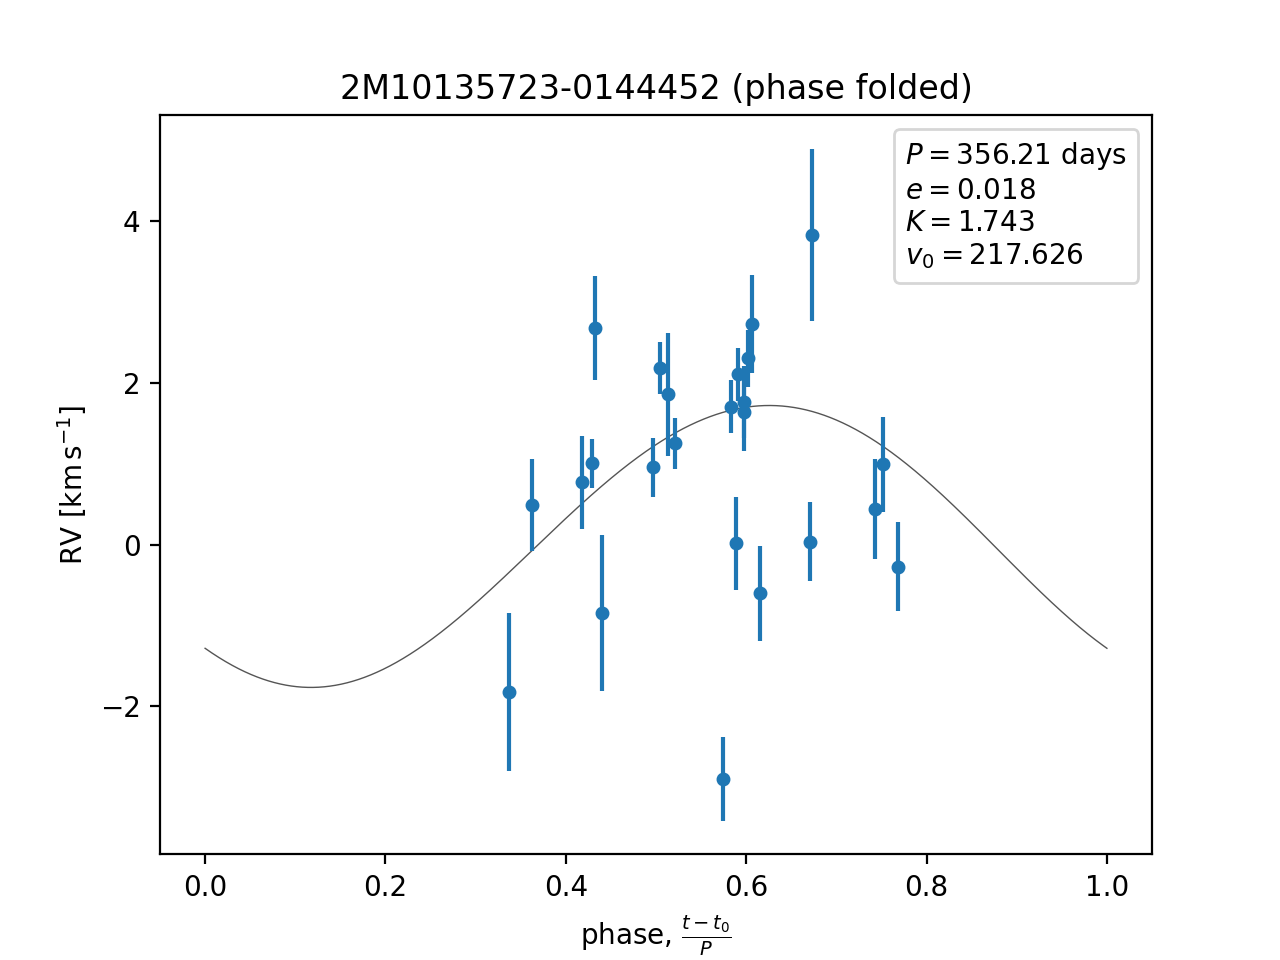 2M10135723-0144452 (phase folded)
P = 356.21 days
e = 0.018
K = 1.743
v₀ = 217.626
RV [km s⁻¹]
4
2
0
−2
0.0 0.2 0.4 0.6 0.8 1.0
phase, (t − t₀)/P